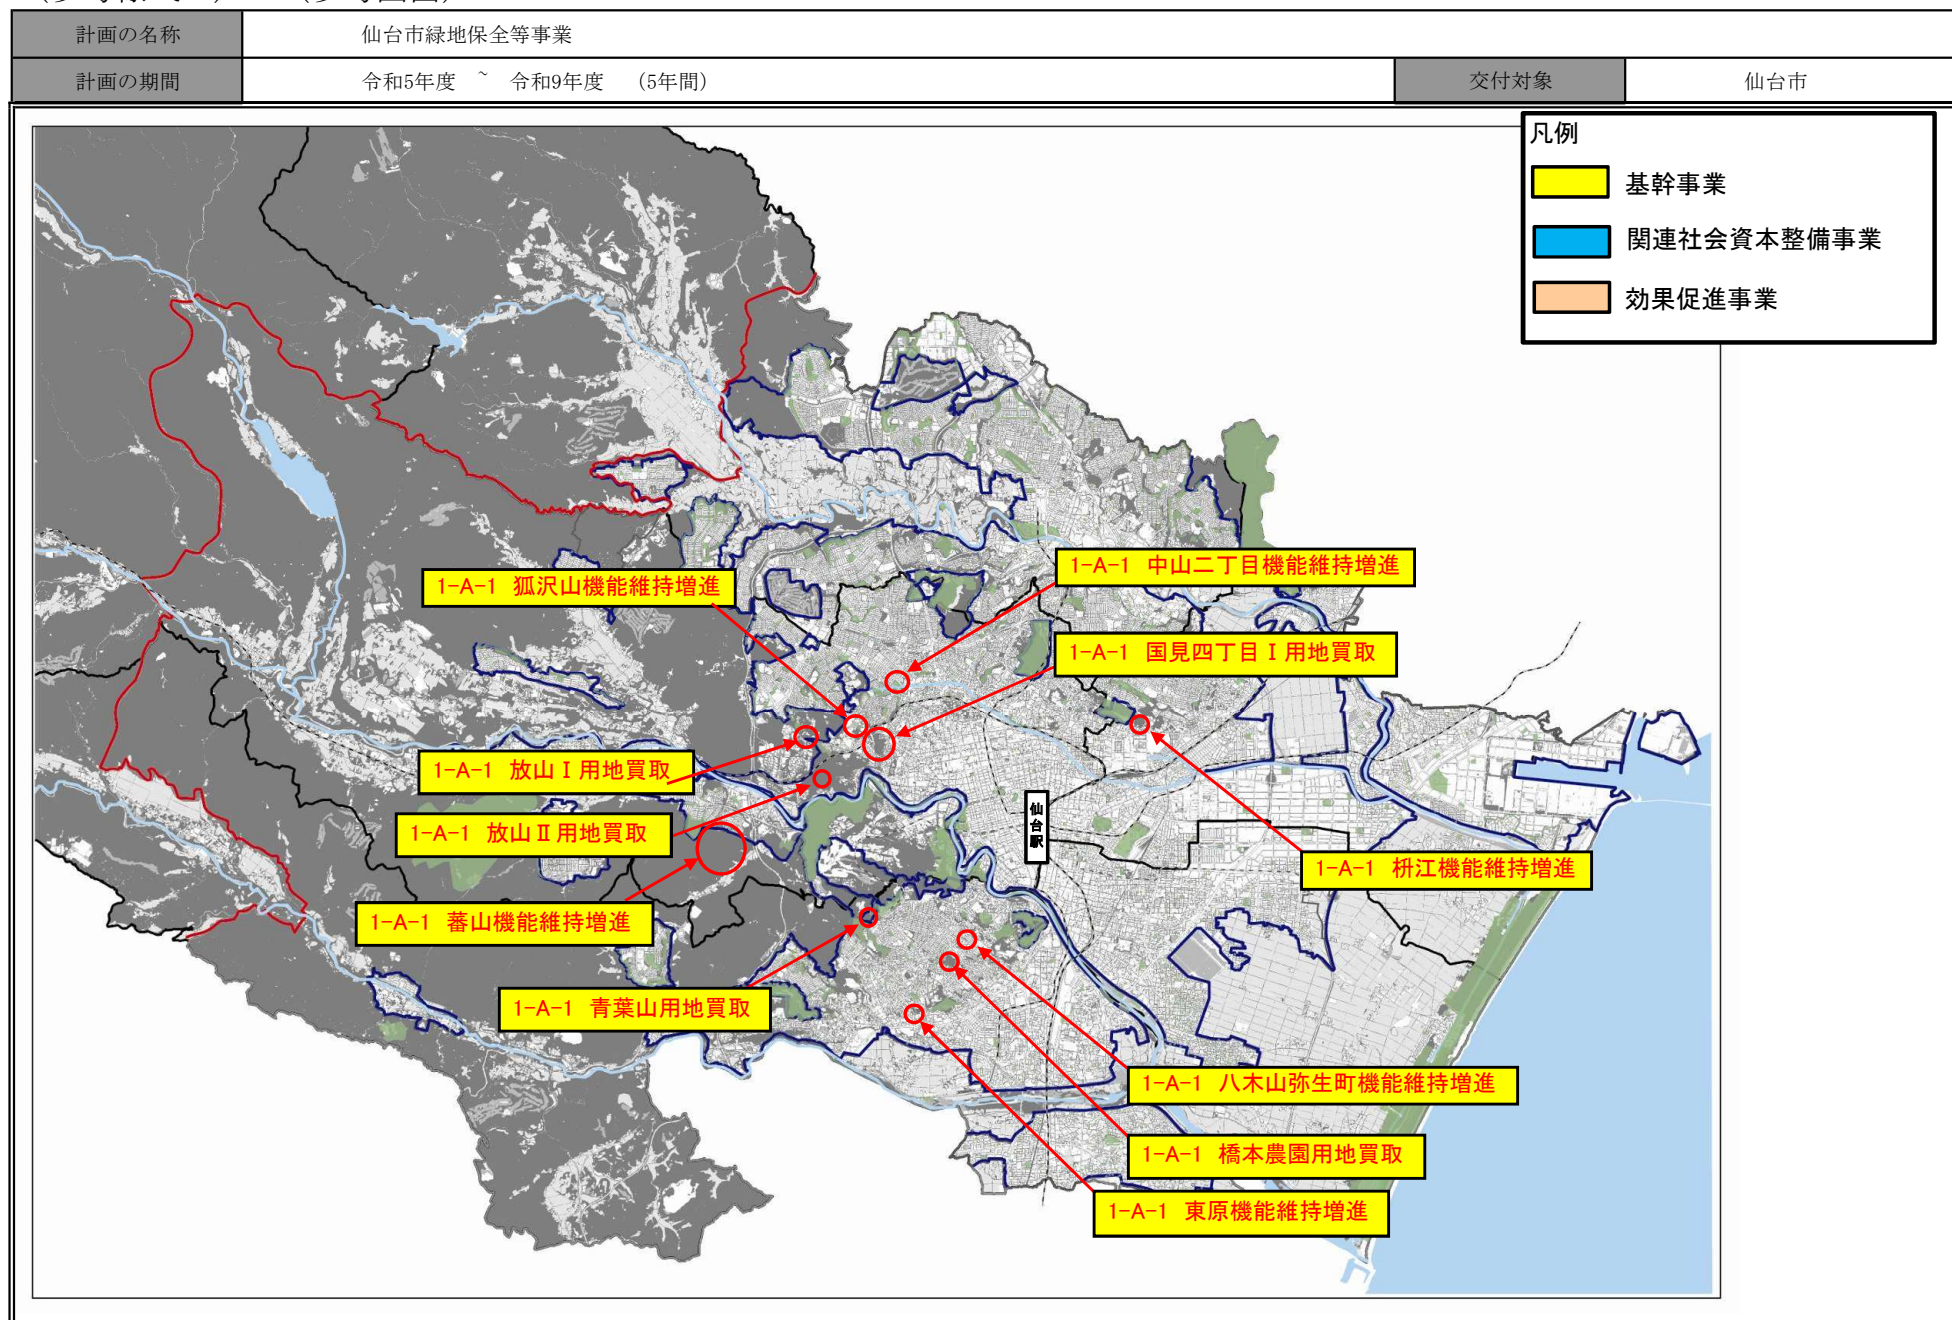 計画の名称 仙台市緑地保全等事業
計画の期間 令和5年度 ~ 令和9年度 (5年間) 交付対象 仙台市
凡例
基幹事業
関連社会資本整備事業
効果促進事業
1-A-1 中山二丁目機能維持増進
1-A-1 狐沢山機能維持増進
1-A-1 国見四丁目Ⅰ用地買取
1-A-1 放山Ⅰ用地買取
1-A-1 放山Ⅱ用地買取
仙台駅
1-A-1 枡江機能維持増進
1-A-1 蕃山機能維持増進
1-A-1 青葉山用地買取
1-A-1 八木山弥生町機能維持増進
1-A-1 橋本農園用地買取
1-A-1 東原機能維持増進